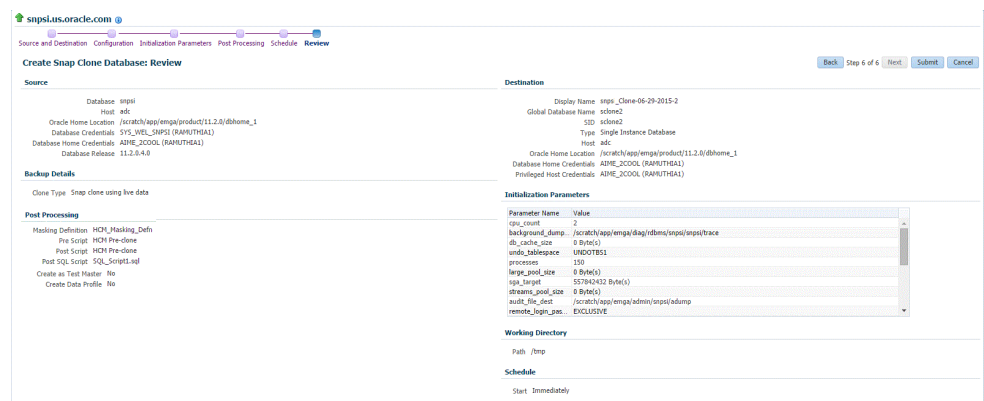 snpsi.us.oracle.com
Source and Destination Configuration Initialization Parameters Post Processing Schedule Review
Create Snap Clone Database: Review
Back Step 6 of 6 Next Submit Cancel
Source
Database snpsi
Host adc
Oracle Home Location /scratch/app/emga/product/11.2.0/dbhome_1
Database Credentials SYS_WEL_SNPSI (RAMUTHIA1)
Database Home Credentials AIME_2COOL (RAMUTHIA1)
Database Release 11.2.0.4.0
Backup Details
Clone Type Snap clone using live data
Post Processing
Masking Definition HCM_Masking_Defn
Pre Script HCM Pre-clone
Post Script HCM Pre-clone
Post SQL Script SQL_Script1.sql
Create as Test Master No
Create Data Profile No
Destination
Display Name snps _Clone-06-29-2015-2
Global Database Name sclone2
SID sclone2
Type Single Instance Database
Host adc
Oracle Home Location /scratch/app/emga/product/11.2.0/dbhome_1
Database Home Credentials AIME_2COOL (RAMUTHIA1)
Privileged Host Credentials AIME_2COOL (RAMUTHIA1)
Initialization Parameters
Parameter Name Value
cpu_count 2
background_dump... /scratch/app/emga/diag/rdbms/snpsi/snpsi/trace
db_cache_size 0 Byte(s)
undo_tablespace UNDOTBS1
processes 150
large_pool_size 0 Byte(s)
sga_target 557842432 Byte(s)
streams_pool_size 0 Byte(s)
audit_file_dest /scratch/app/emga/admin/snpsi/adump
remote_login_pas... EXCLUSIVE
Working Directory
Path /tmp
Schedule
Start Immediately